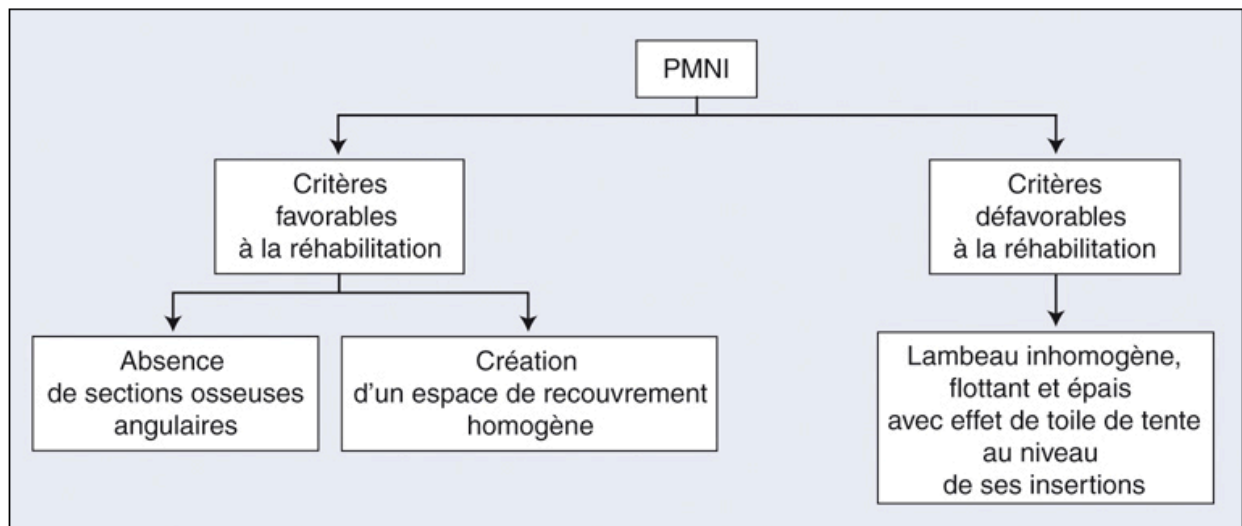 PMNI
Critères
favorables
à la réhabilitation
Critères
défavorables
à la réhabilitation
Absence
de sections osseuses
angulaires
Création
d'un espace de recouvrement
homogène
Lambeau inhomogène,
flottant et épais
avec effet de toile de tente
au niveau
de ses insertions